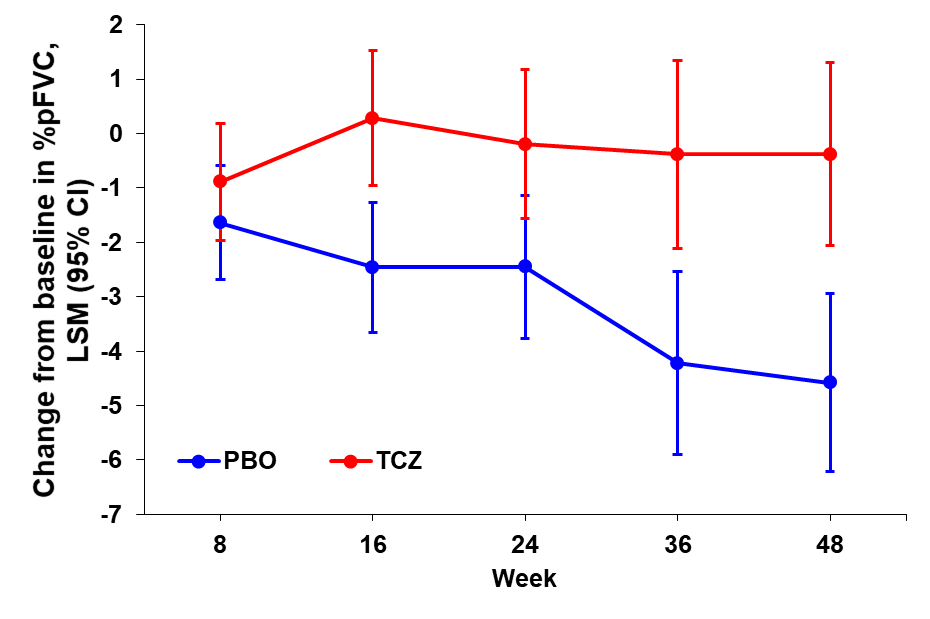 Change from baseline in %pFVC,
LSM (95% CI)
2
1
0
-1
-2
-3
-4
-5
-6
-7
PBO
TCZ
8 16 24 36 48
Week